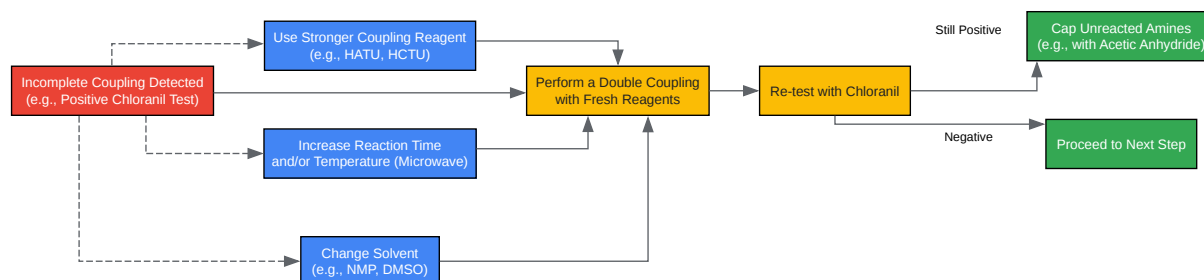 Use Stronger Coupling Reagent
(e.g., HATU, HCTU)
Still Positive
Cap Unreacted Amines
(e.g., with Acetic Anhydride)
Incomplete Coupling Detected
(e.g., Positive Chloranil Test)
Perform a Double Coupling
with Fresh Reagents
Re-test with Chloranil
Increase Reaction Time
and/or Temperature (Microwave)
Negative
Proceed to Next Step
Change Solvent
(e.g., NMP, DMSO)